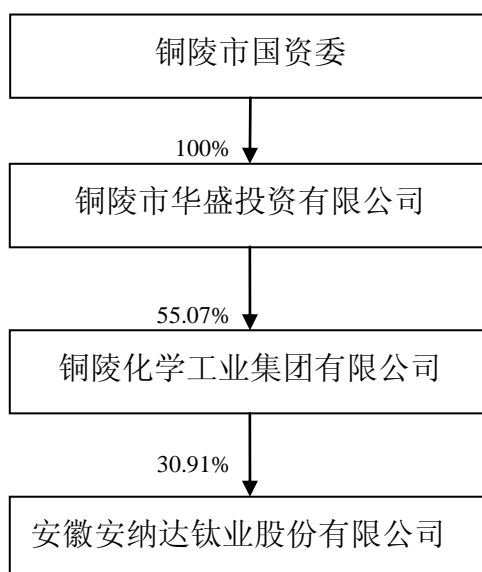 铜陵市国资委
100%
铜陵市华盛投资有限公司
55.07%
铜陵化学工业集团有限公司
30.91%
安徽安纳达钛业股份有限公司